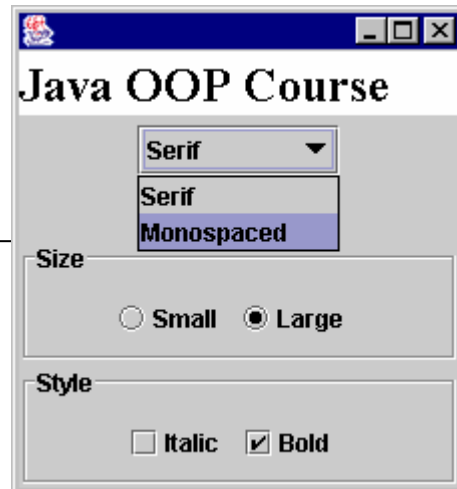 Java OOP Course
Serif
Serif
Monospaced
Size
Small Large
Style
Italic Bold